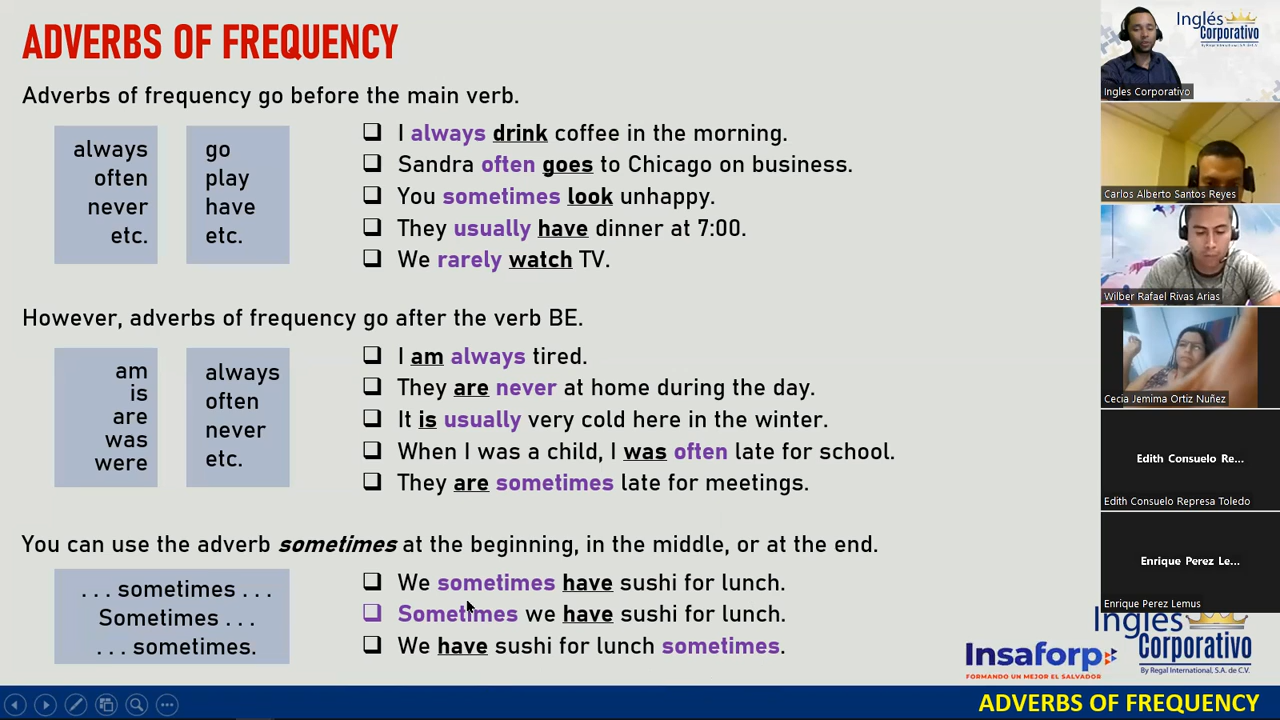 ADVERBS OF FREQUENCY
Adverbs of frequency go before the main verb.
always
often
never
etc.
go
play
have
etc.
I always drink coffee in the morning.
Sandra often goes to Chicago on business.
You sometimes look unhappy.
They usually have dinner at 7:00.
We rarely watch TV.
However, adverbs of frequency go after the verb BE.
am
is
are
was
were
always
often
never
etc.
I am always tired.
They are never at home during the day.
It is usually very cold here in the winter.
When I was a child, I was often late for school.
They are sometimes late for meetings.
You can use the adverb sometimes at the beginning, in the middle, or at the end.
. . . sometimes . . .
Sometimes . . .
. . . sometimes.
We sometimes have sushi for lunch.
Sometimes we have sushi for lunch.
We have sushi for lunch sometimes.
Inglés
Corporativo
By Regal International, S.A. de C.V.
Ingles Corporativo
Carlos Alberto Santos Reyes
Wilber Rafael Rivas Arias
Cecia Jemima Ortiz Nuñez
Edith Consuelo Re...
Edith Consuelo Represa Toledo
Enrique Perez Le...
Enrique Perez Lemus
Insaforp
FORMANDO UN MEJOR EL SALVADOR
Inglés
Corporativo
By Regal International, S.A. de C.V.
ADVERBS OF FREQUENCY